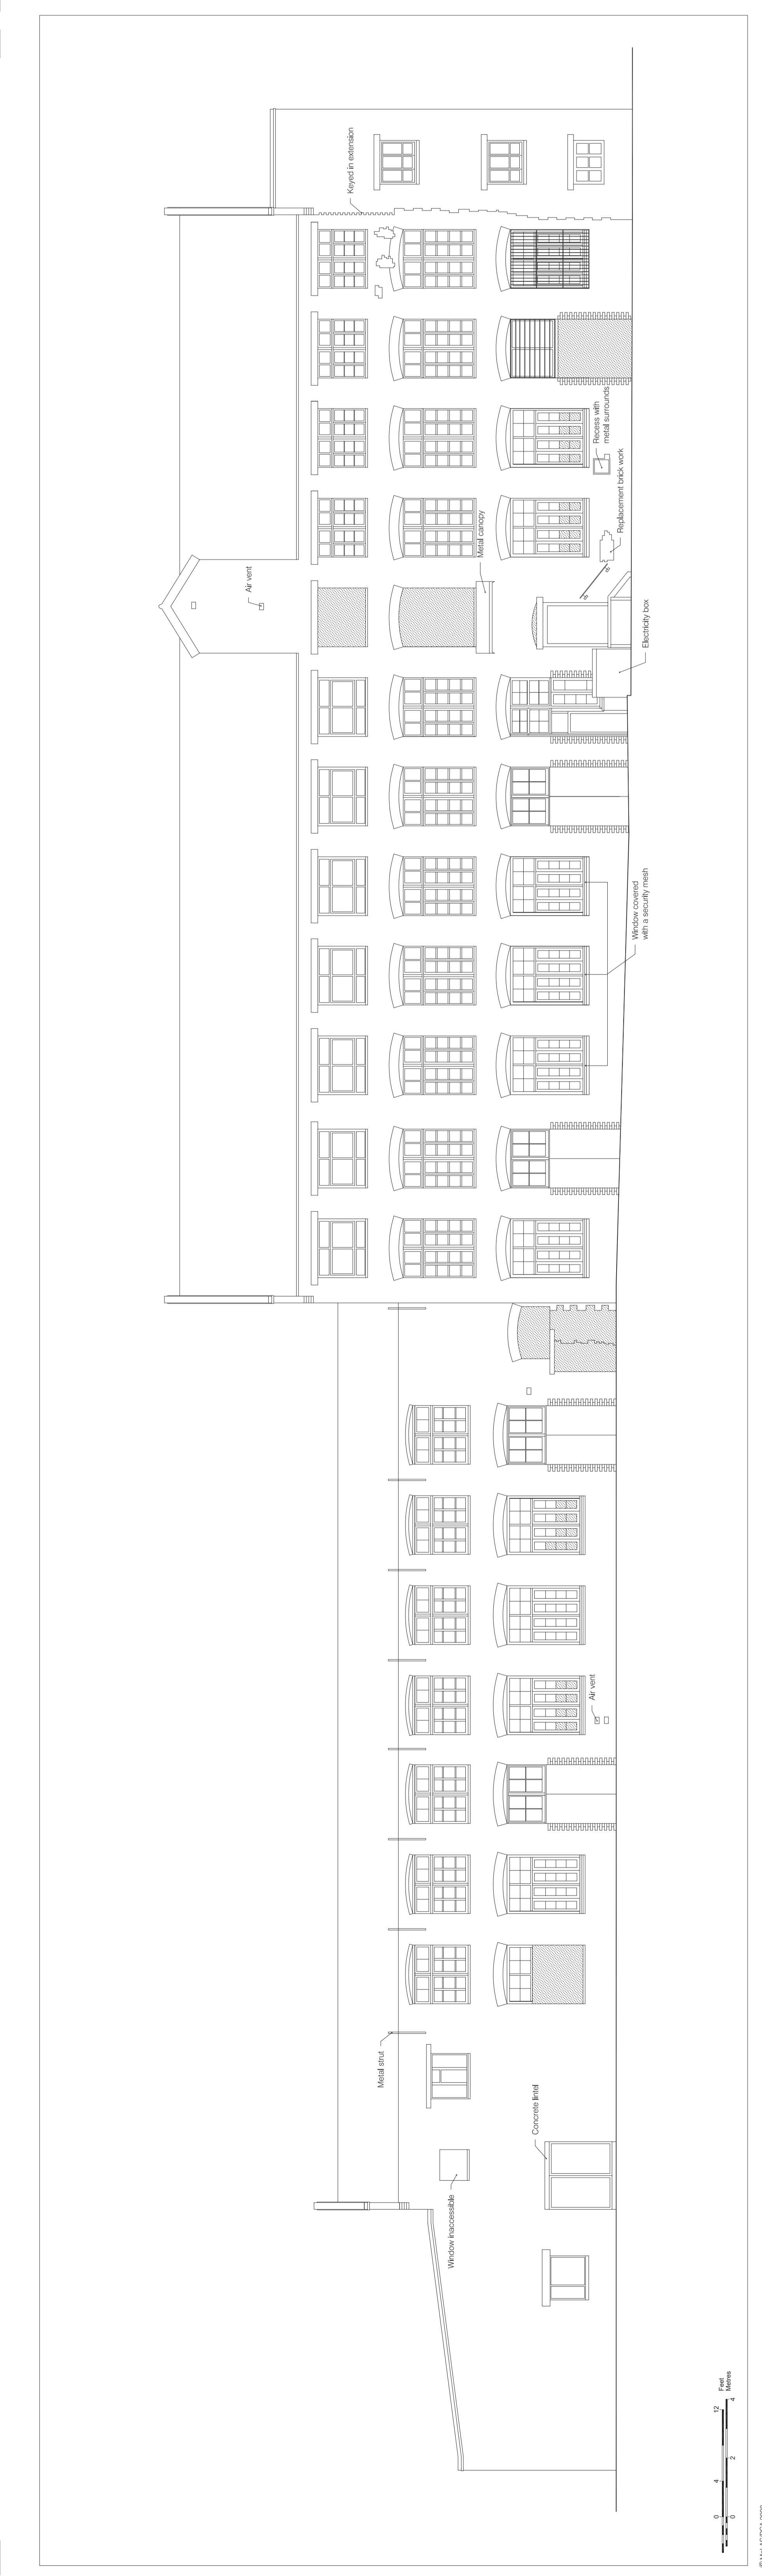 Keyed in extension
Air vent
Metal canopy
Recess with
metal surrounds
Replacement brick work
Electricity box
Window covered
with a security mesh
Air vent
Metal strut
Concrete lintel
Window inaccessible
0 4 12 Feet
Metres
0 2 4